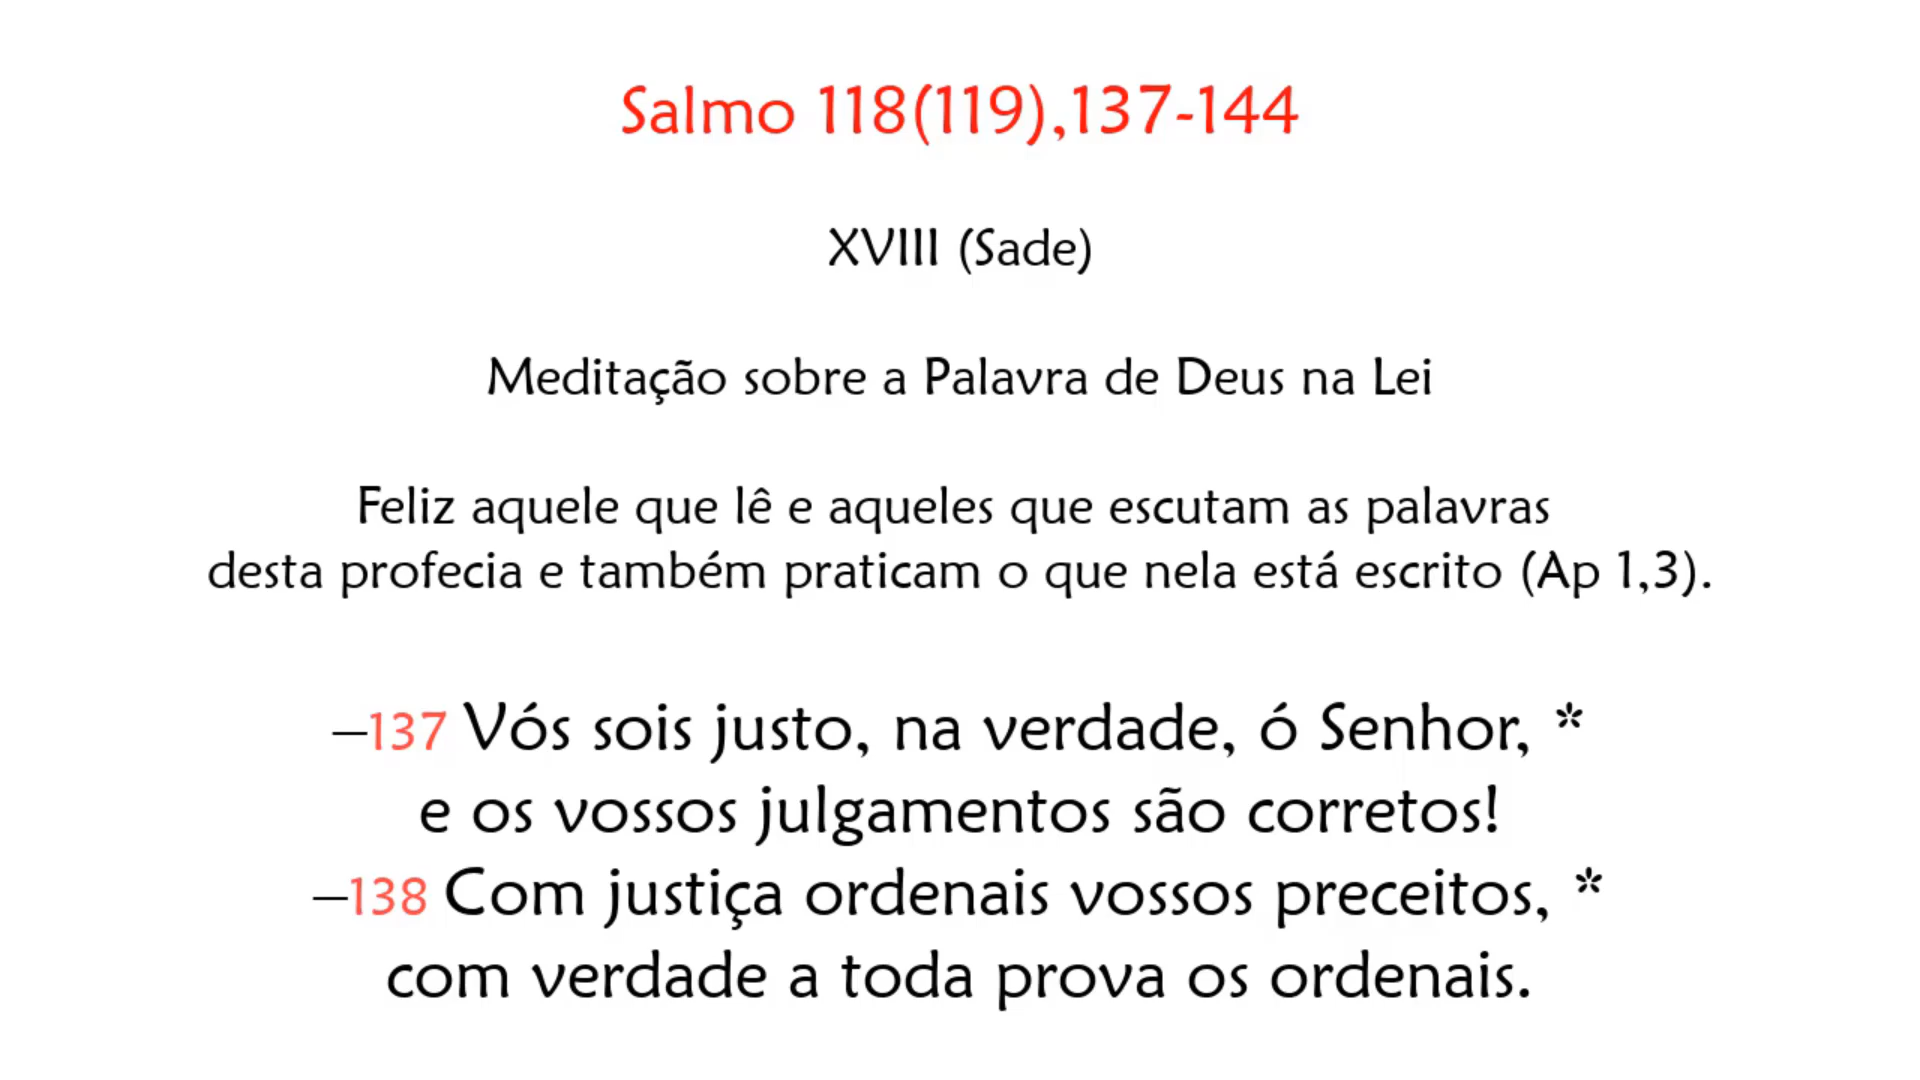 Salmo 118(119),137-144
XVIII (Sade)
Meditação sobre a Palavra de Deus na Lei
Feliz aquele que lê e aqueles que escutam as palavras
desta profecia e também praticam o que nela está escrito (Ap 1,3).
–137 Vós sois justo, na verdade, ó Senhor, *
e os vossos julgamentos são corretos!
–138 Com justiça ordenais vossos preceitos, *
com verdade a toda prova os ordenais.